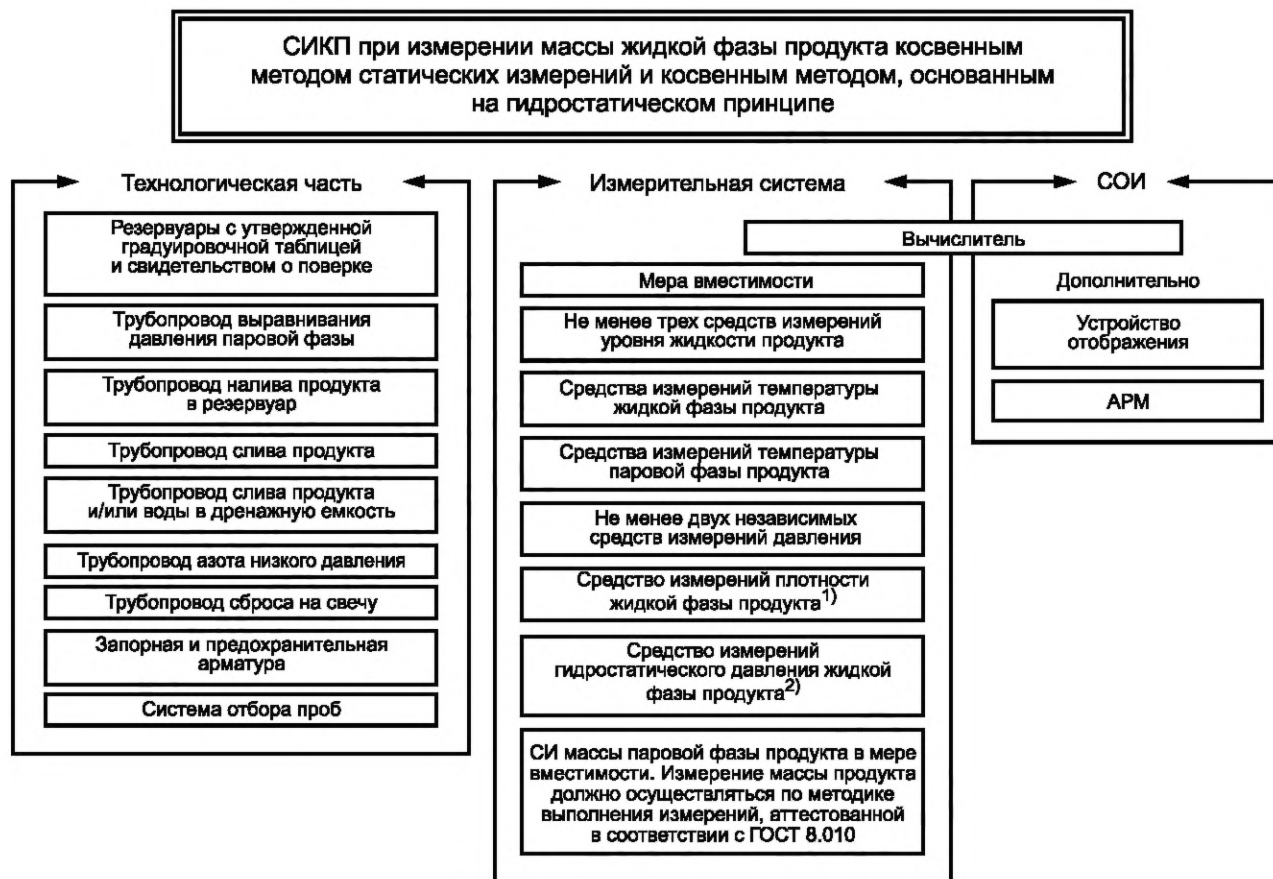 СИКП при измерении массы жидкой фазы продукта косвенным
методом статических измерений и косвенным методом, основанным
на гидростатическом принципе
Технологическая часть
Резервуары с утвержденной
градуировочной таблицей
и свидетельством о поверке
Трубопровод выравнивания
давления паровой фазы
Трубопровод налива продукта
в резервуар
Трубопровод слива продукта
Трубопровод слива продукта
и/или воды в дренажную емкость
Трубопровод азота низкого давления
Трубопровод сброса на свечу
Запорная и предохранительная
арматура
Система отбора проб
Измерительная система
Вычислитель
Мера вместимости
Не менее трех средств измерений
уровня жидкости продукта
Средства измерений температуры
жидкой фазы продукта
Средства измерений температуры
паровой фазы продукта
Не менее двух независимых
средств измерений давления
Средство измерений плотности
жидкой фазы продукта1)
Средство измерений
гидростатического давления жидкой
фазы продукта2)
СИ массы паровой фазы продукта в мере
вместимости. Измерение массы продукта
должно осуществляться по методике
выполнения измерений, аттестованной
в соответствии с ГОСТ 8.010
СОИ
Дополнительно
Устройство
отображения
АРМ